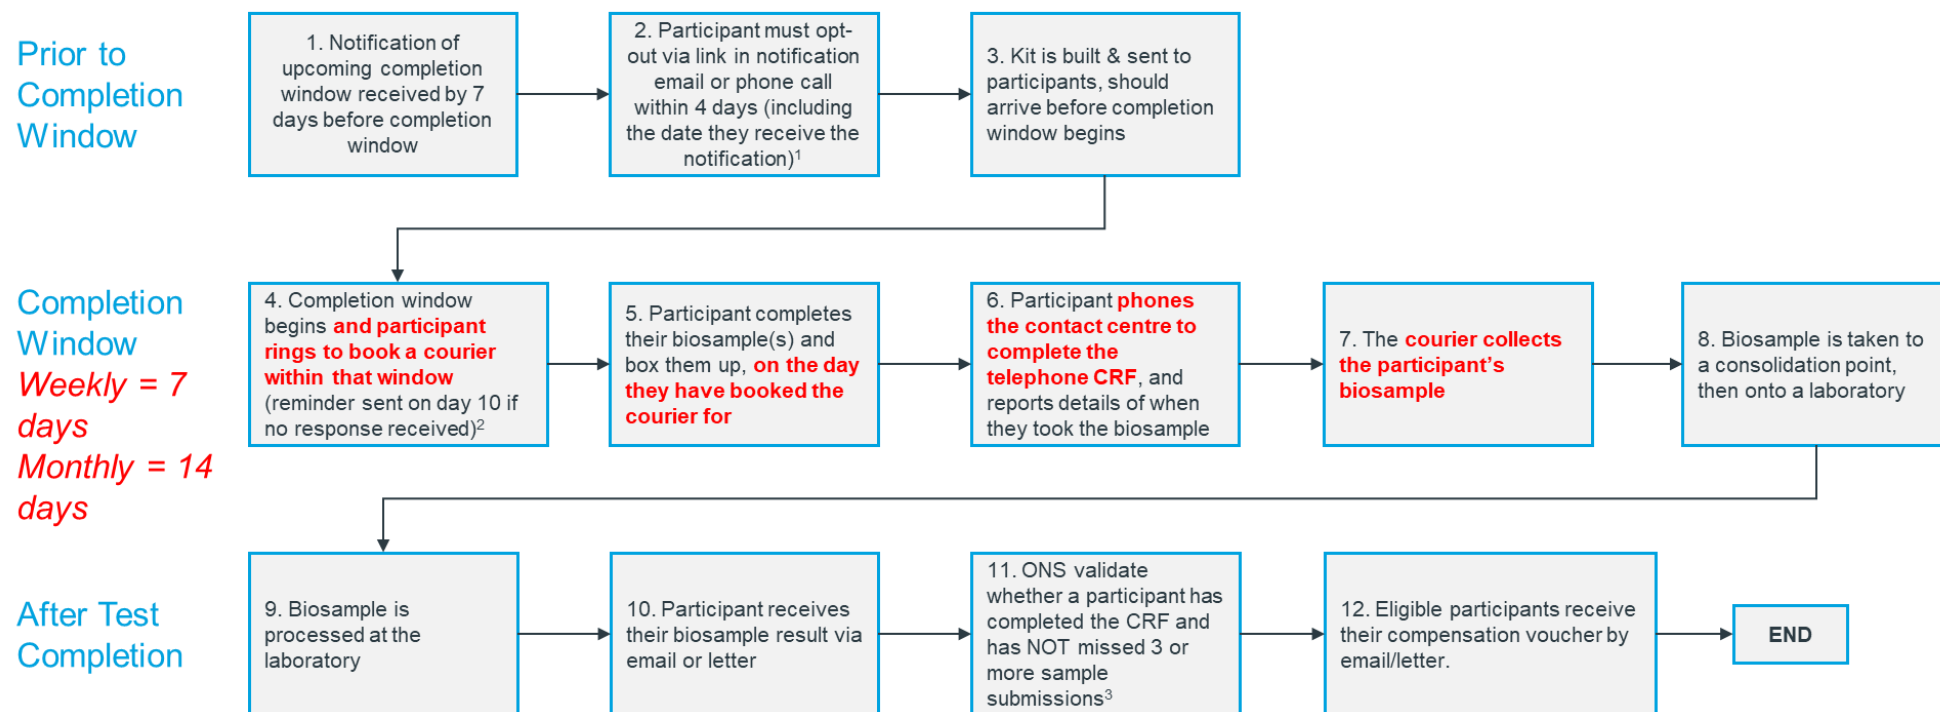 Prior to
Completion
Window
1. Notification of
upcoming completion
window received by 7
days before completion
window
2. Participant must opt-
out via link in notification
email or phone call
within 4 days (including
the date they receive the
notification)¹
3. Kit is built & sent to
participants, should
arrive before completion
window begins
Completion
Window
Weekly = 7
days
Monthly = 14
days
4. Completion window
begins and participant
rings to book a courier
within that window
(reminder sent on day 10 if
no response received)²
5. Participant completes
their biosample(s) and
box them up, on the day
they have booked the
courier for
6. Participant phones
the contact centre to
complete the
telephone CRF, and
reports details of when
they took the biosample
7. The courier collects
the participant's
biosample
8. Biosample is taken to
a consolidation point,
then onto a laboratory
After Test
Completion
9. Biosample is
processed at the
laboratory
10. Participant receives
their biosample result via
email or letter
11. ONS validate
whether a participant has
completed the CRF and
has NOT missed 3 or
more sample
submissions³
12. Eligible participants receive
their compensation voucher by
email/letter.
END